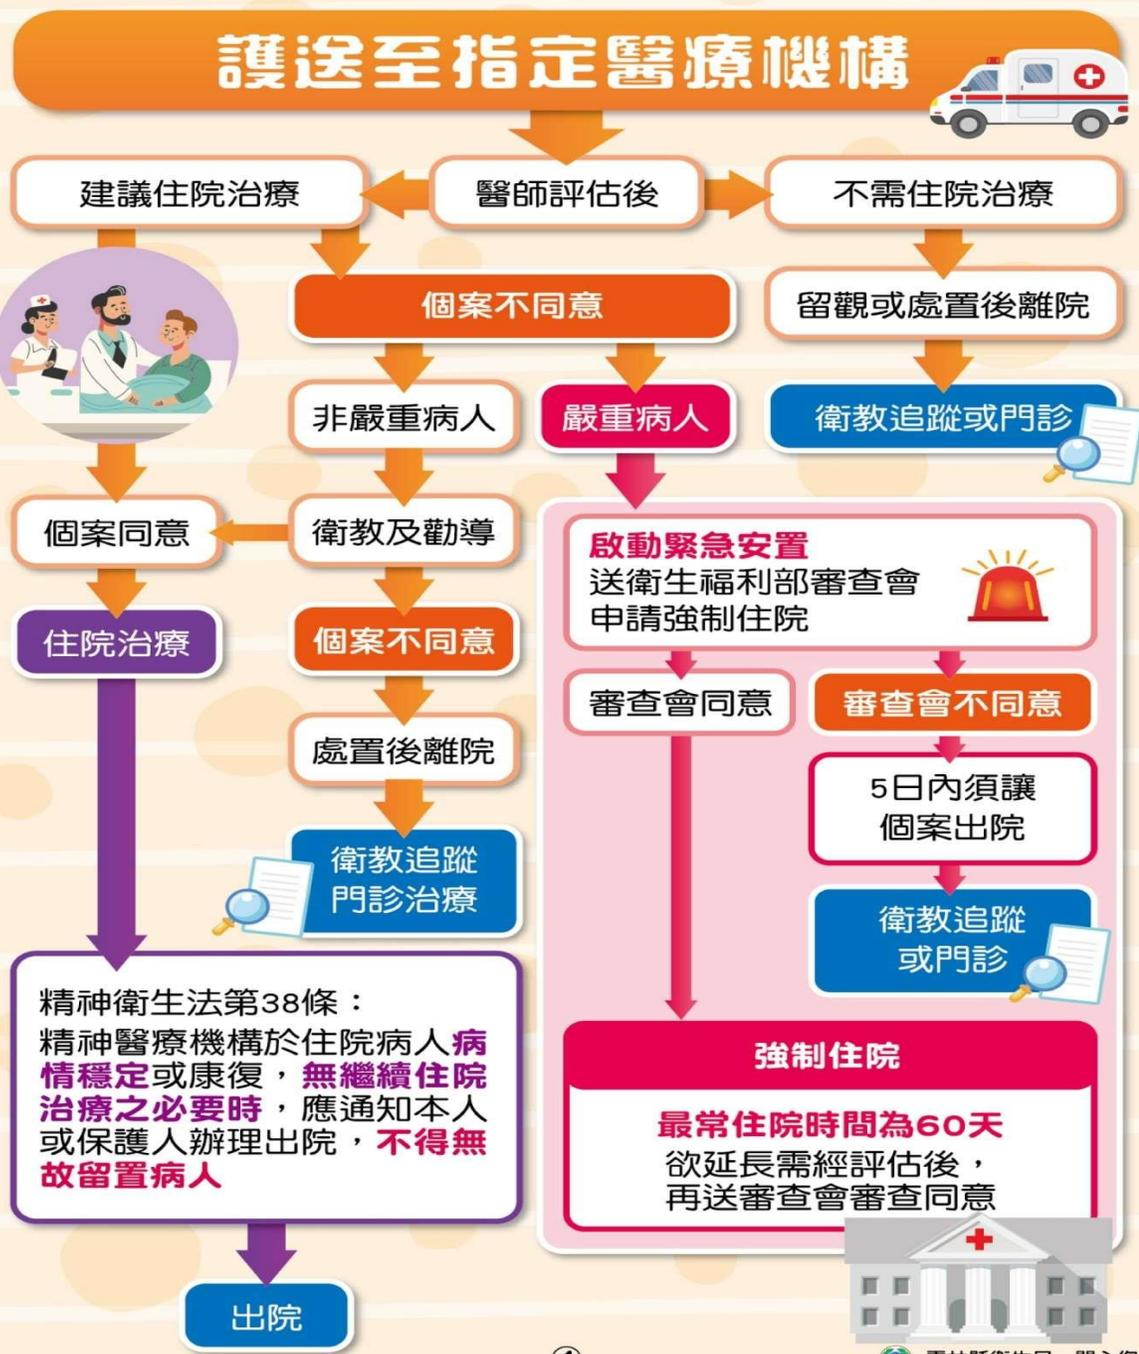 護送至指定醫療機構
建議住院治療
醫師評估後
不需住院治療
個案不同意
留觀或處置後離院
非嚴重病人
嚴重病人
衛教追蹤或門診
個案同意
衛教及勸導
啟動緊急安置
送衛生福利部審查會
申請強制住院
住院治療
個案不同意
審查會同意
審查會不同意
處置後離院
5日內須讓
個案出院
衛教追蹤
門診治療
衛教追蹤
或門診
精神衛生法第38條：
精神醫療機構於住院病人病
情穩定或康復，無繼續住院
治療之必要時，應通知本人
或保護人辦理出院，不得無
故留置病人
強制住院
最常住院時間為60天
欲延長需經評估後，
再送審查會審查同意
出院